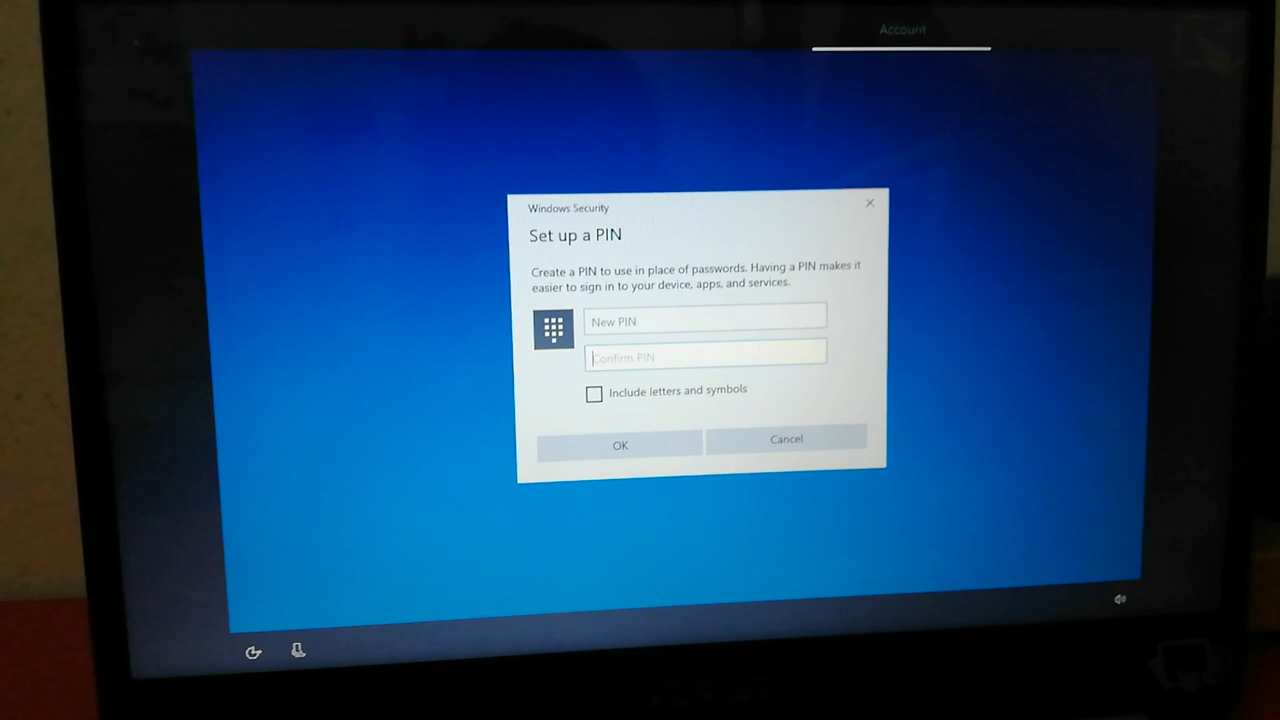 Account
Windows Security
Set up a PIN
Create a PIN to use in place of passwords. Having a PIN makes it
easier to sign in to your device, apps, and services.
New PIN
Confirm PIN
Include letters and symbols
OK
Cancel